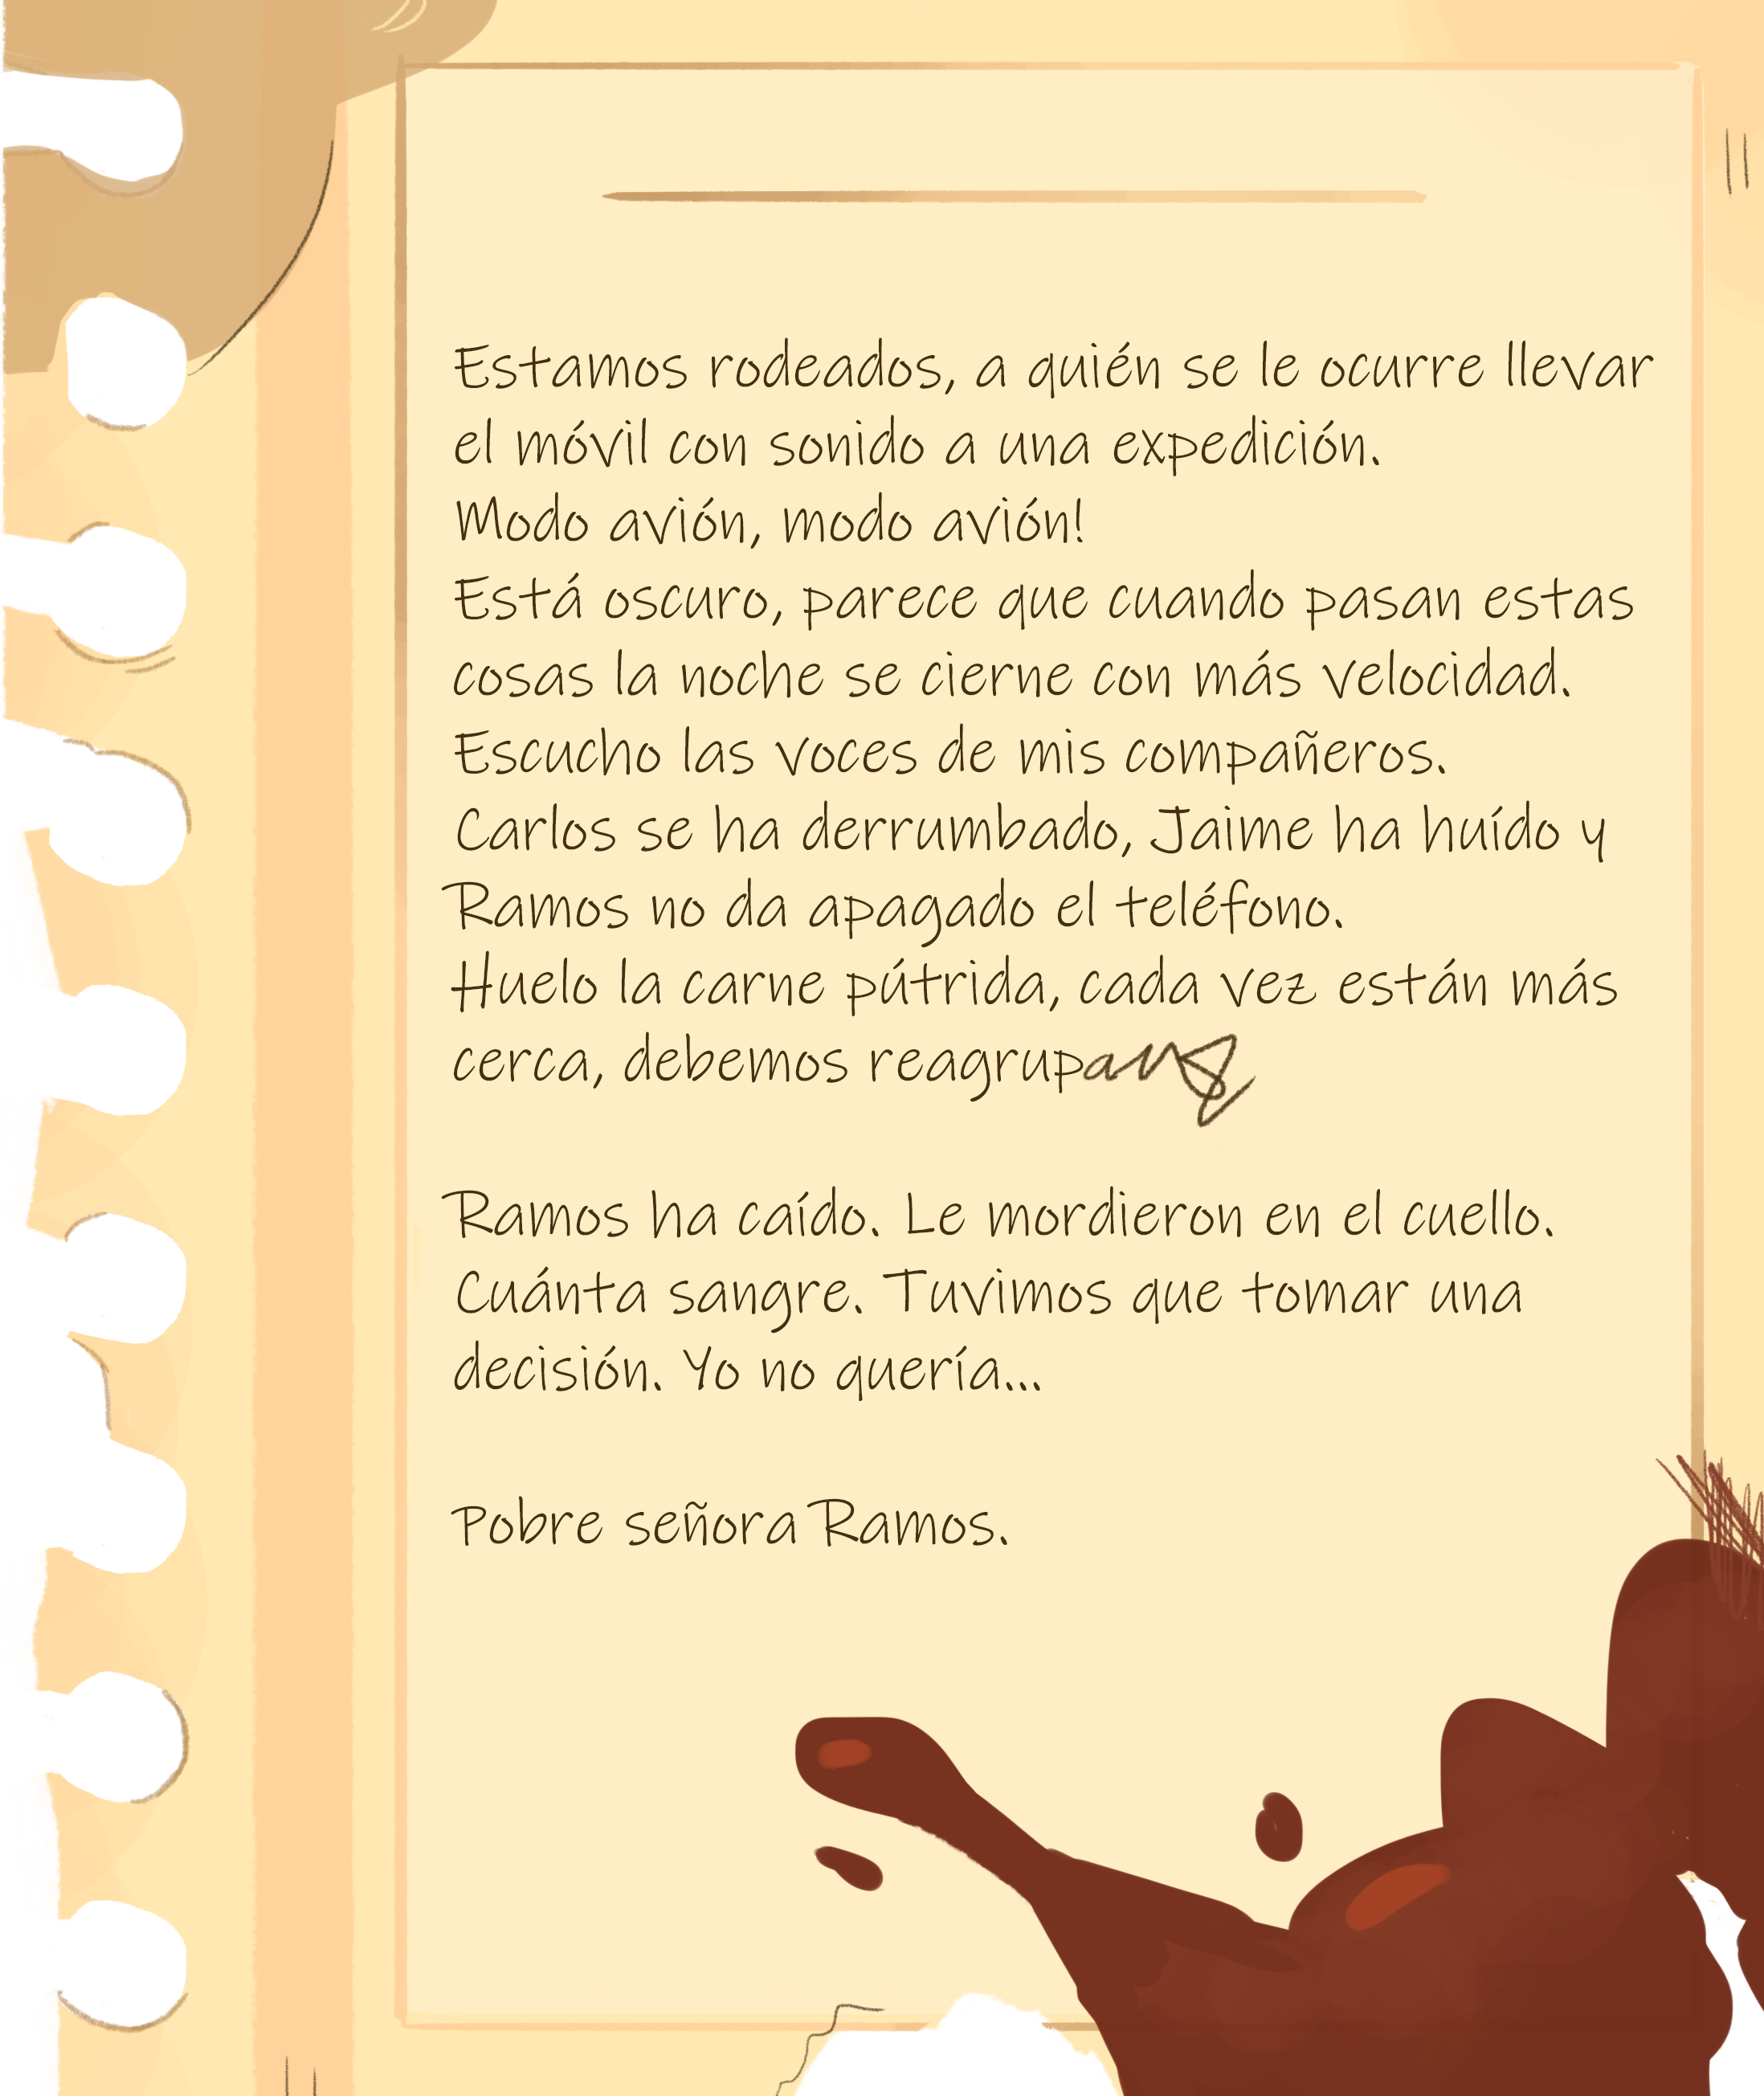 Estamos rodeados, a quién se le ocurre llevar
el móvil con sonido a una expedición.
Modo avión, modo avión!
Está oscuro, parece que cuando pasan estas
cosas la noche se cierne con más velocidad.
Escucho las voces de mis compañeros.
Carlos se ha derrumbado, Jaime ha huído y
Ramos no da apagado el teléfono.
Huelo la carne pútrida, cada vez están más
cerca, debemos reagrupar
Ramos ha caído. Le mordieron en el cuello.
Cuánta sangre. Tuvimos que tomar una
decisión. Yo no quería...
Pobre señora Ramos.